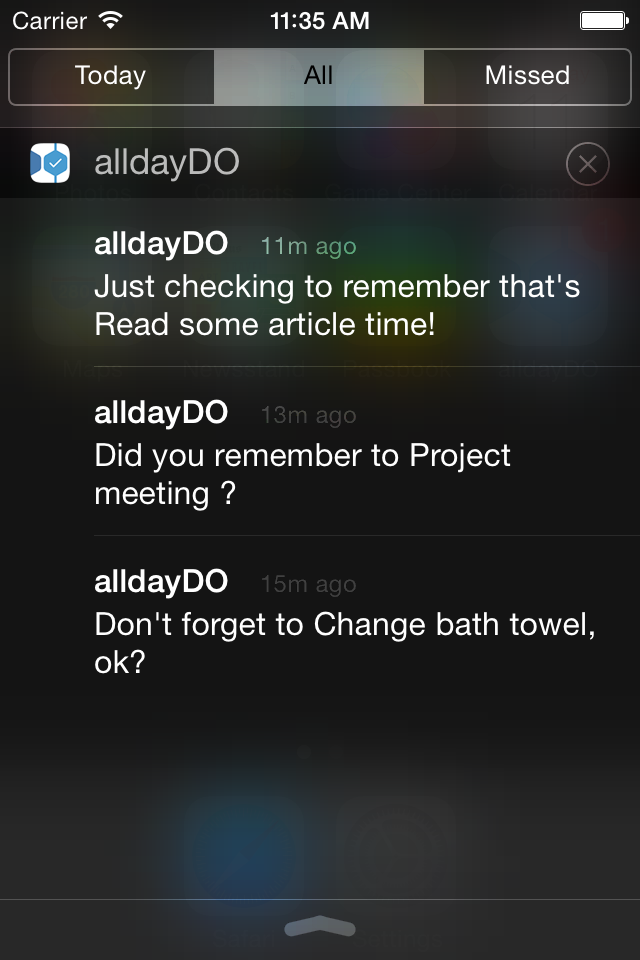 Carrier 11:35 AM
Today All Missed
alldayDO
alldayDO 11m ago
Just checking to remember that's
Read some article time!
alldayDO 13m ago
Did you remember to Project
meeting ?
alldayDO 15m ago
Don't forget to Change bath towel,
ok?